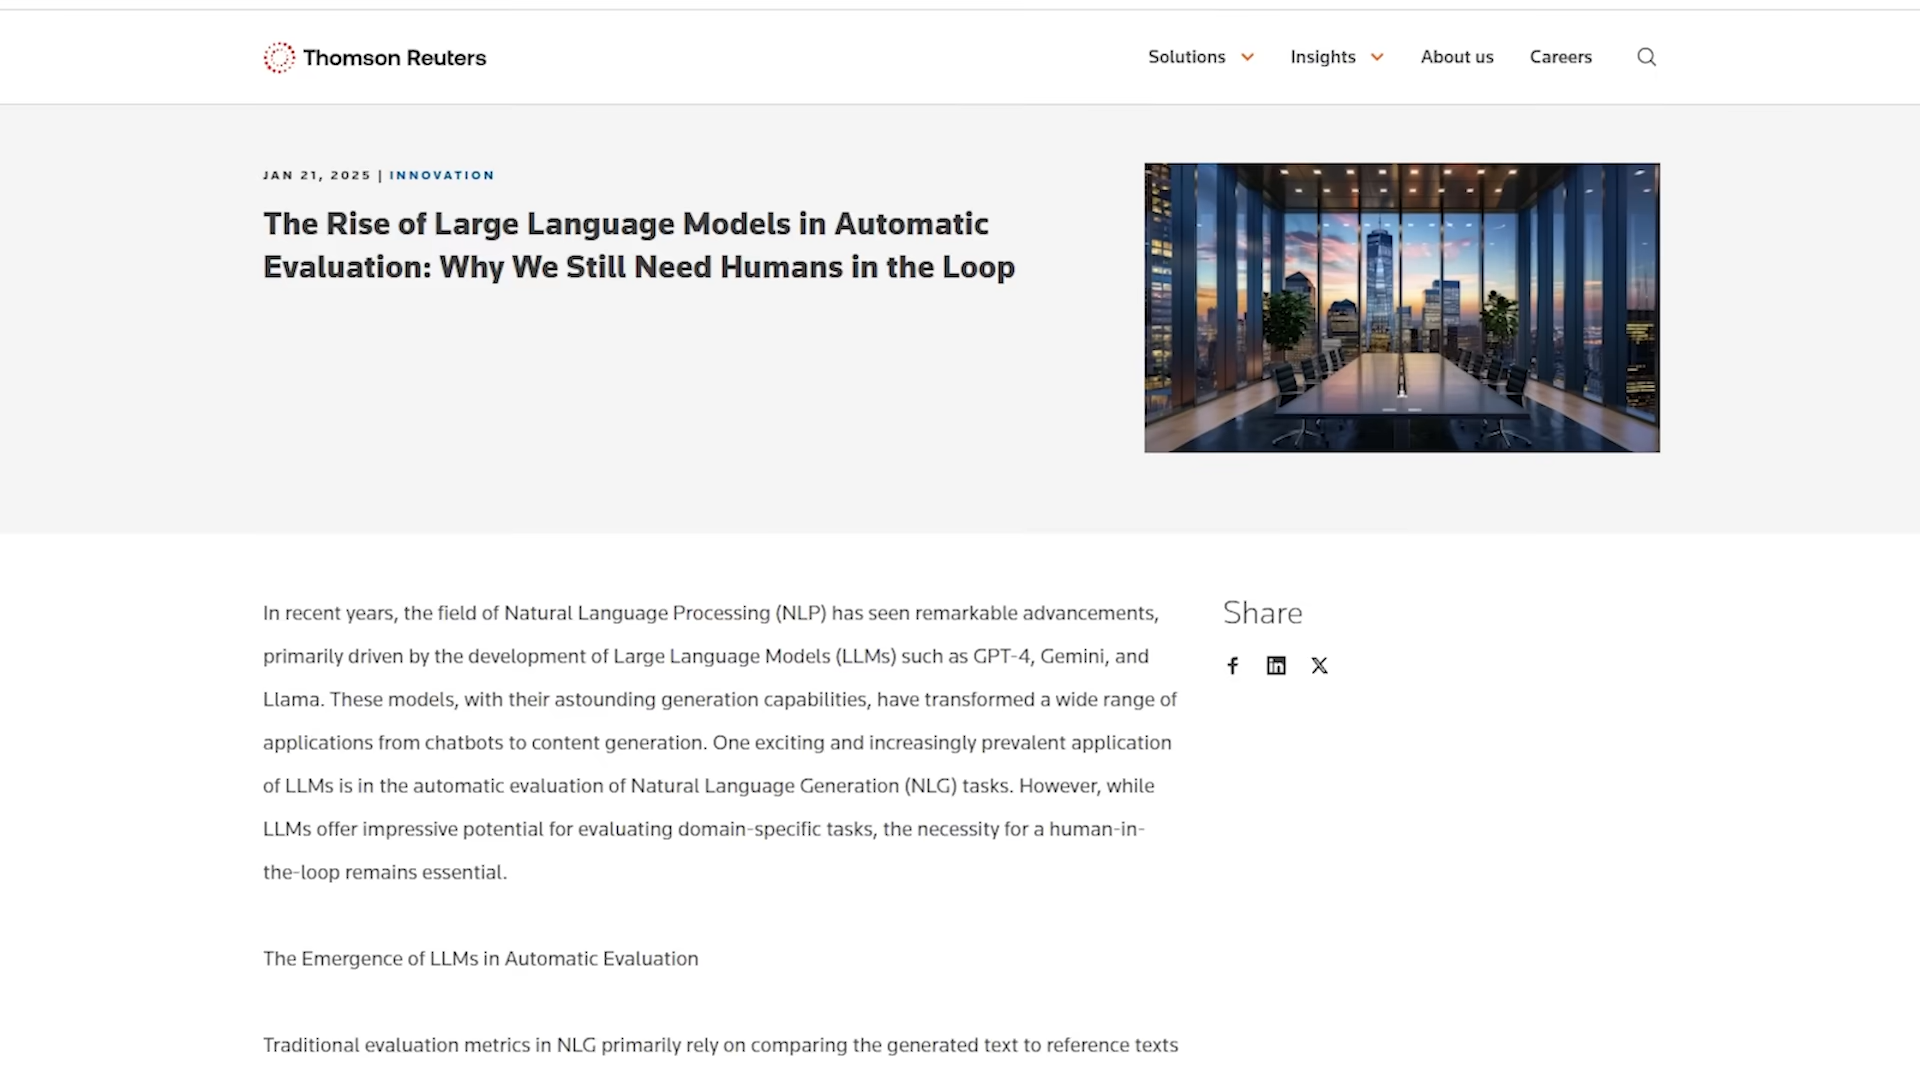 Thomson Reuters
Solutions
Insights
About us
Careers
JAN 21, 2025 | INNOVATION
The Rise of Large Language Models in Automatic
Evaluation: Why We Still Need Humans in the Loop
In recent years, the field of Natural Language Processing (NLP) has seen remarkable advancements,
primarily driven by the development of Large Language Models (LLMs) such as GPT-4, Gemini, and
Llama. These models, with their astounding generation capabilities, have transformed a wide range of
applications from chatbots to content generation. One exciting and increasingly prevalent application
of LLMs is in the automatic evaluation of Natural Language Generation (NLG) tasks. However, while
LLMs offer impressive potential for evaluating domain-specific tasks, the necessity for a human-in-
the-loop remains essential.
Share
The Emergence of LLMs in Automatic Evaluation
Traditional evaluation metrics in NLG primarily rely on comparing the generated text to reference texts